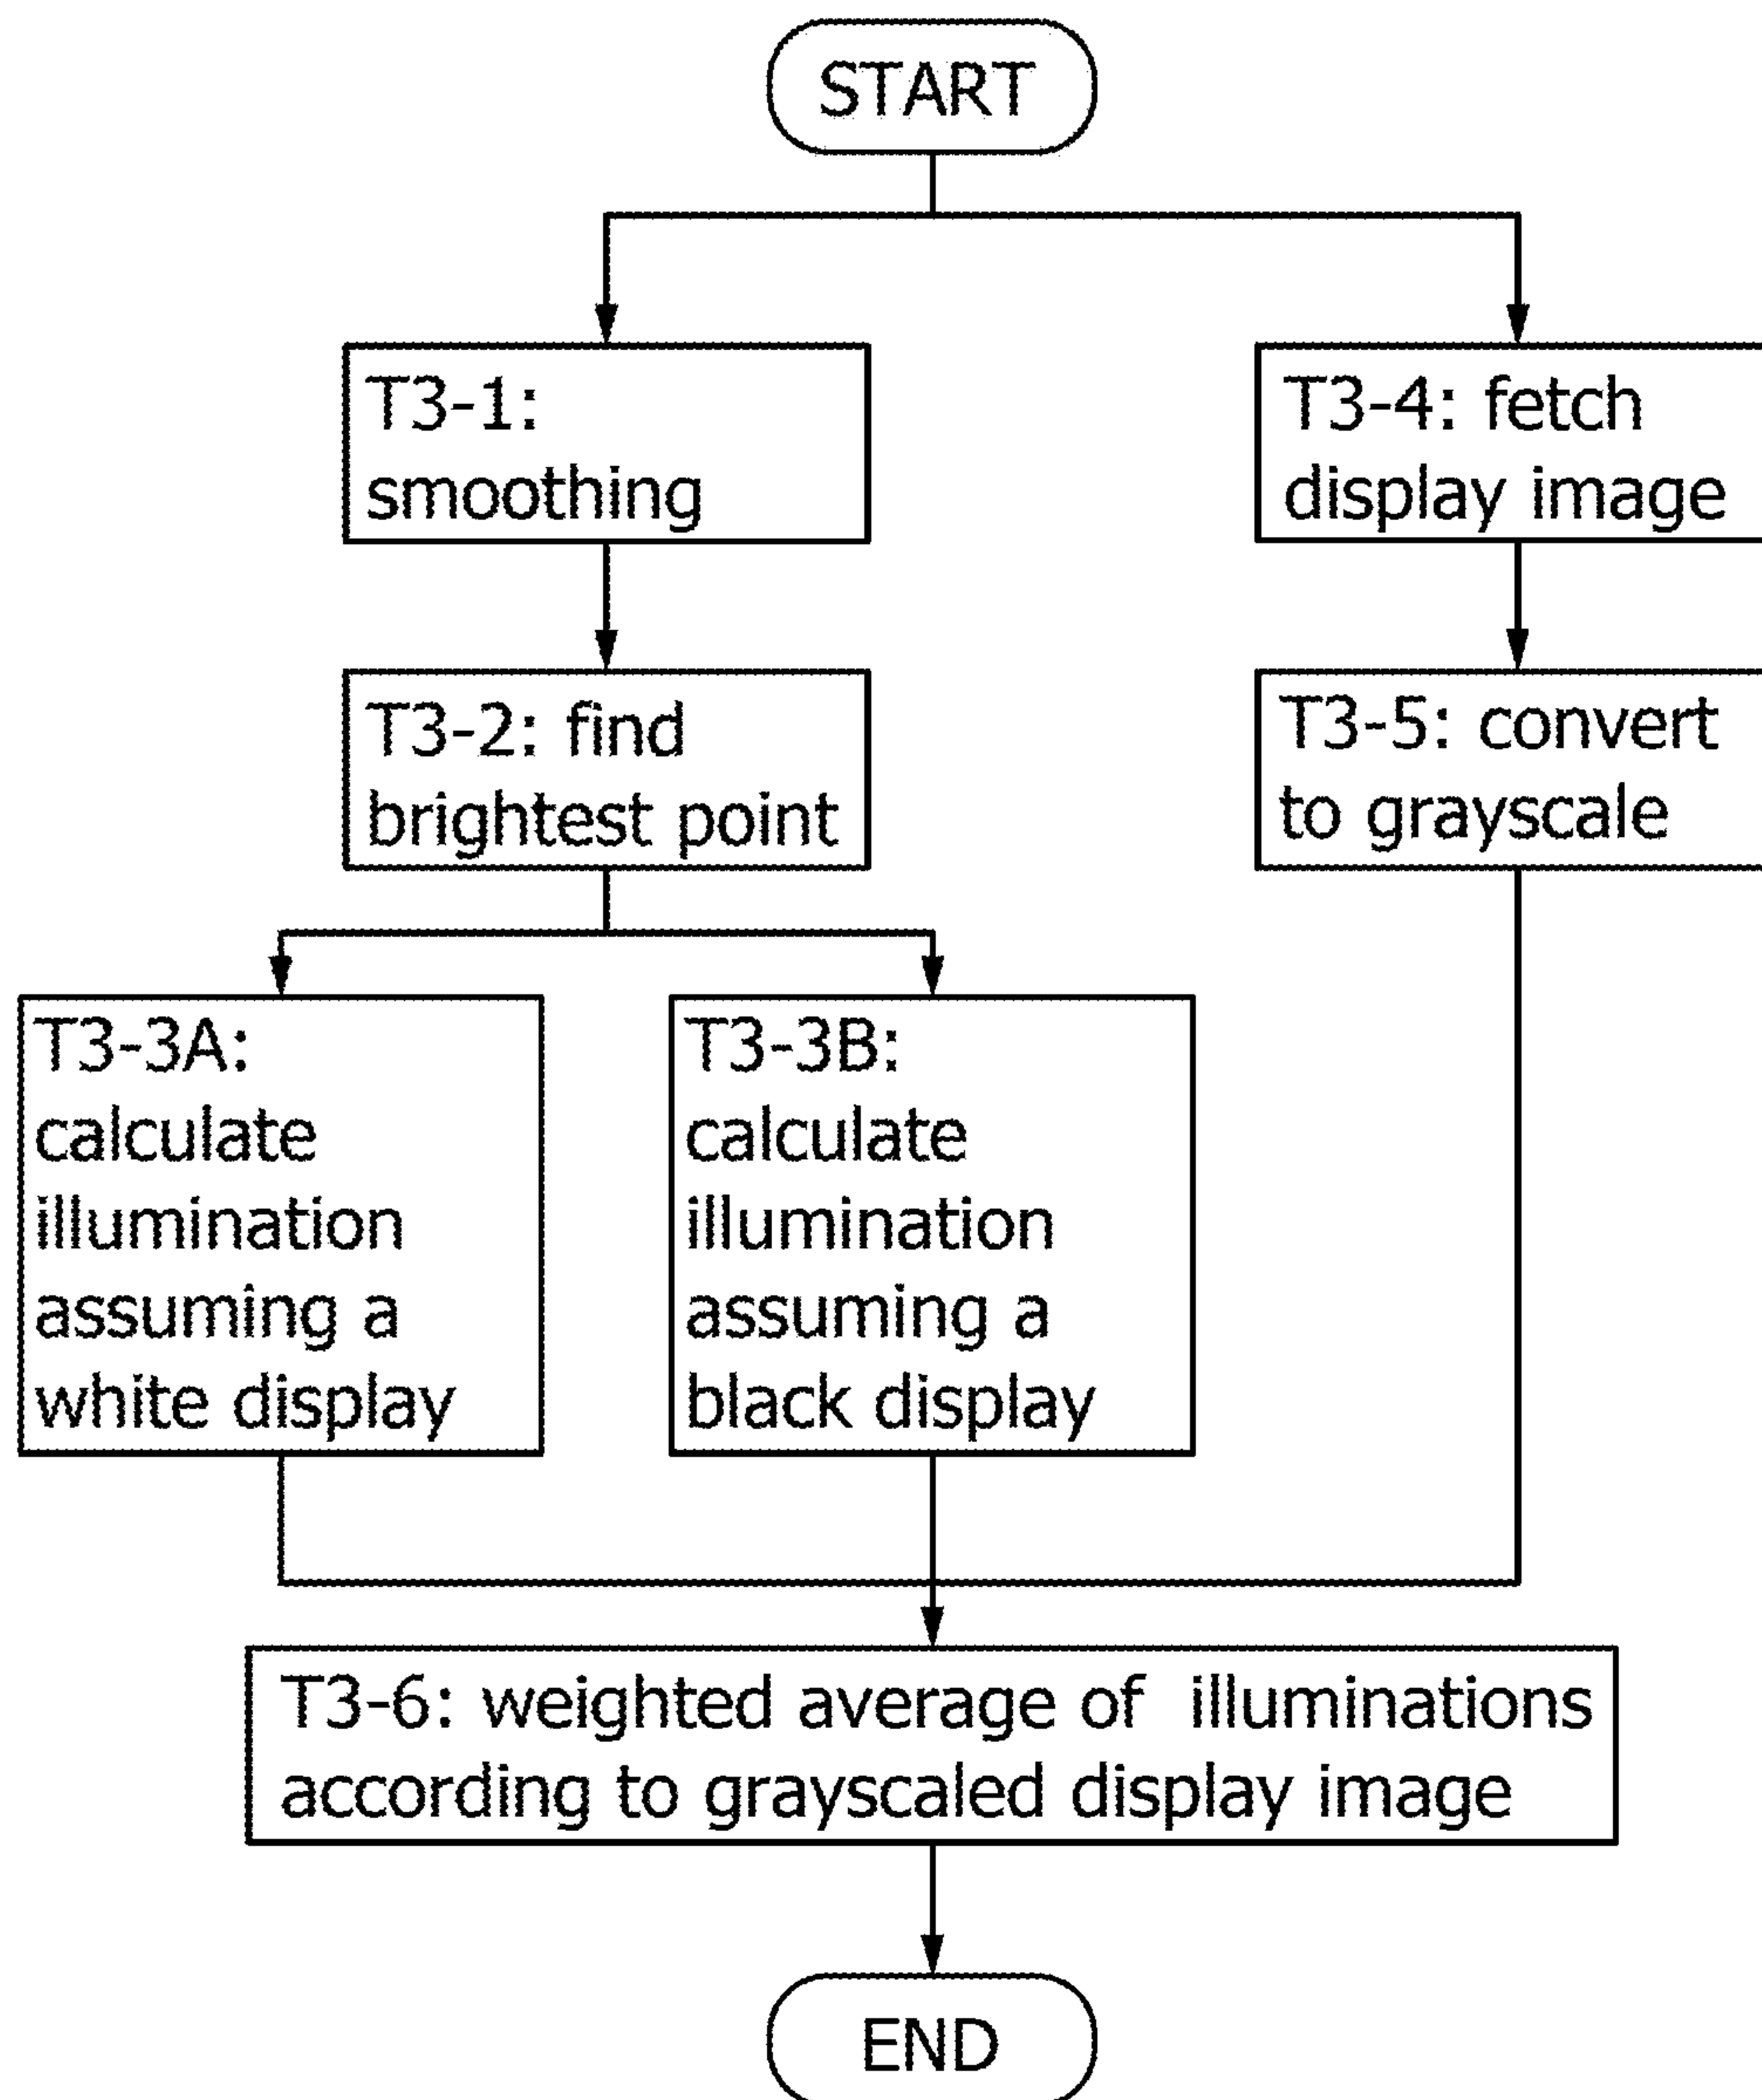 START
T3-1:
smoothing
T3-4: fetch
display image
T3-2: find
brightest point
T3-5: convert
to grayscale
T3-3A:
calculate
illumination
assuming a
white display
T3-3B:
calculate
illumination
assuming a
black display
T3-6: weighted average of illuminations
according to grayscaled display image
END